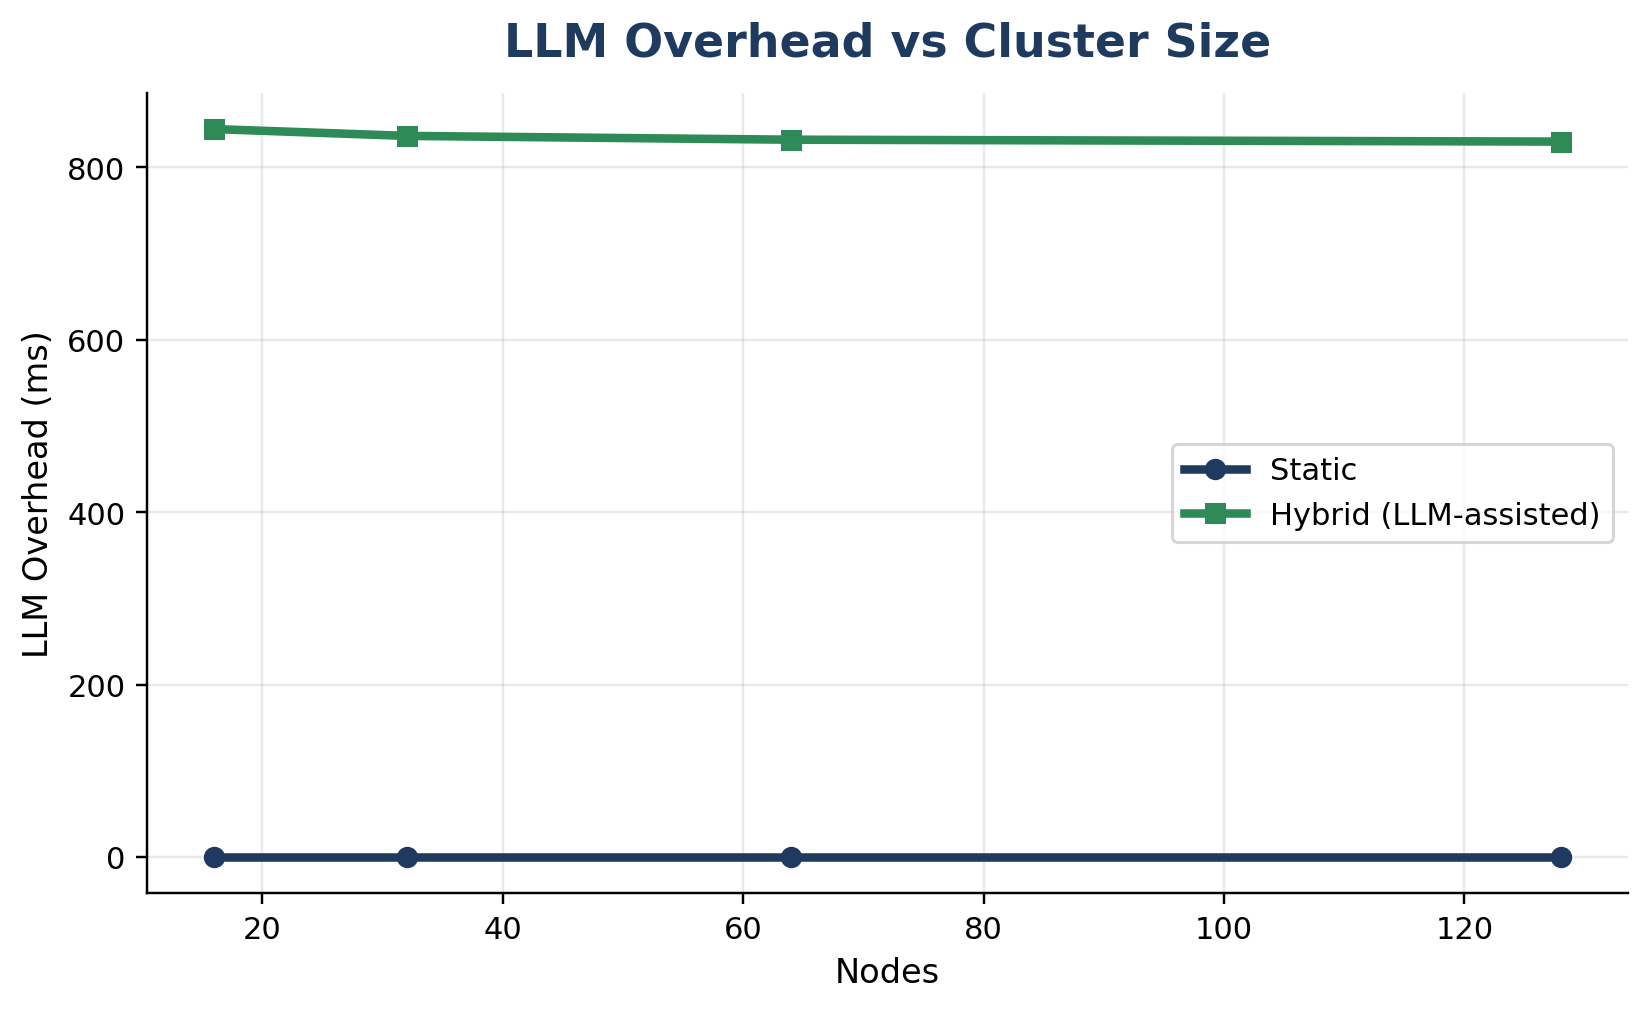 LLM Overhead vs Cluster Size
LLM Overhead (ms)
800
600
400
200
0
Static
Hybrid (LLM-assisted)
20
40
60
80
100
120
Nodes